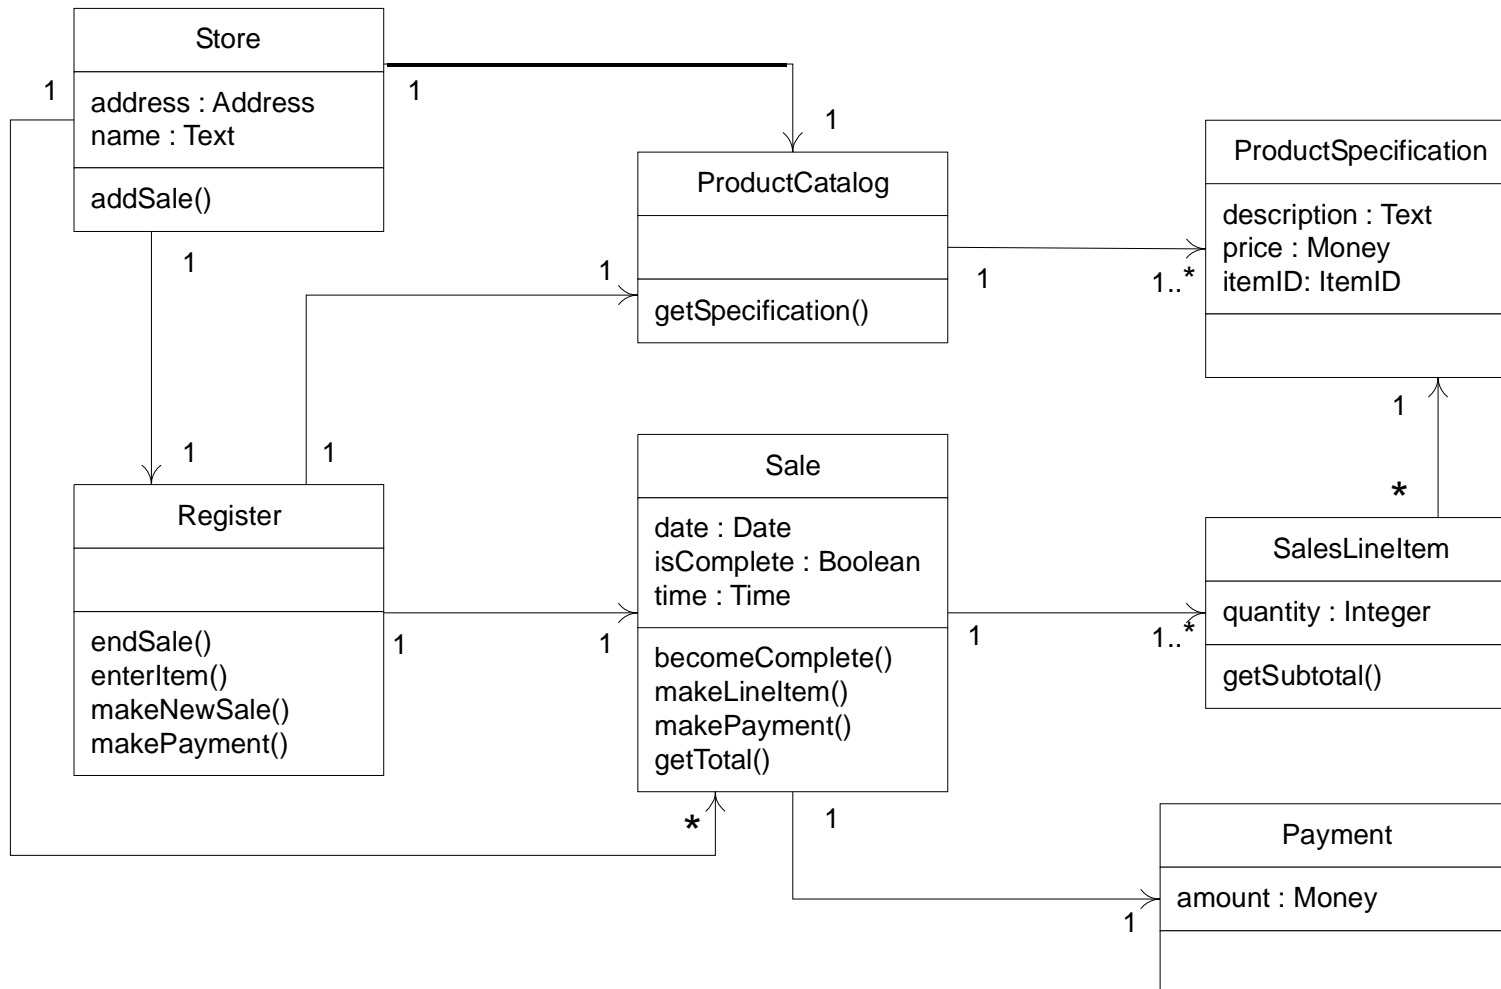 Store
1
address : Address
name : Text
addSale()
1
1
ProductCatalog
getSpecification()
ProductSpecification
description : Text
price : Money
itemID: ItemID
1
1..*
1
1
1
1
Register
endSale()
enterItem()
makeNewSale()
makePayment()
1
1
Sale
date : Date
isComplete : Boolean
time : Time
becomeComplete()
makeLineItem()
makePayment()
getTotal()
1
1..*
1
*
SalesLineItem
quantity : Integer
getSubtotal()
*
1
1
Payment
amount : Money